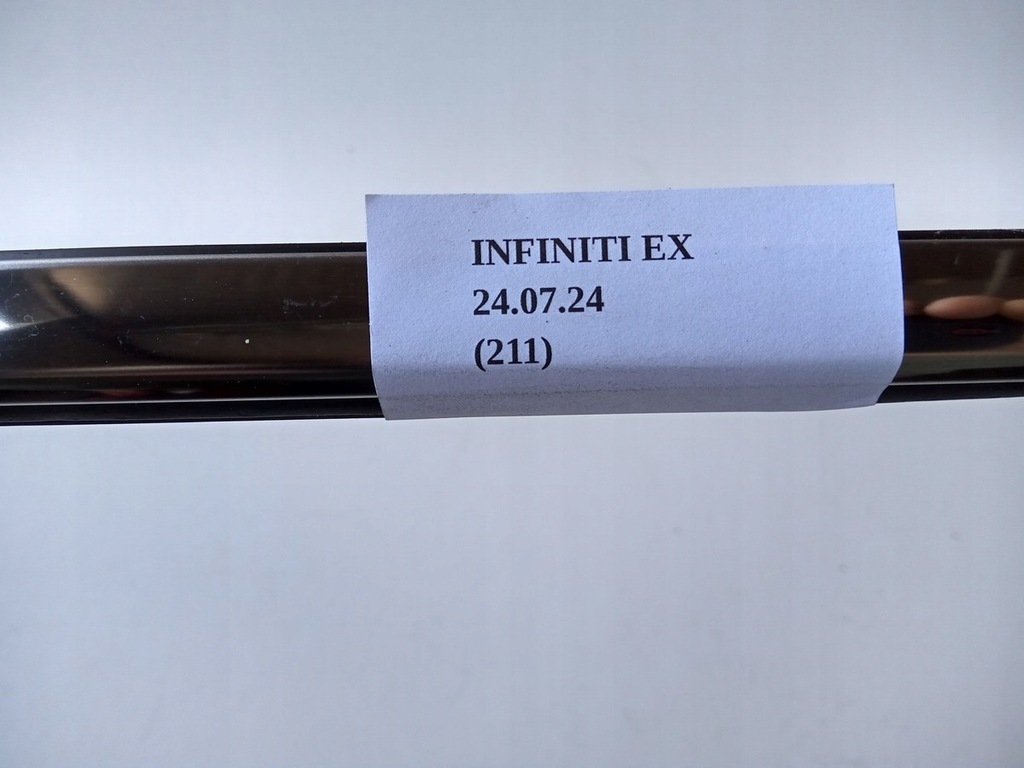 INFINITI EX
24.07.24
(211)